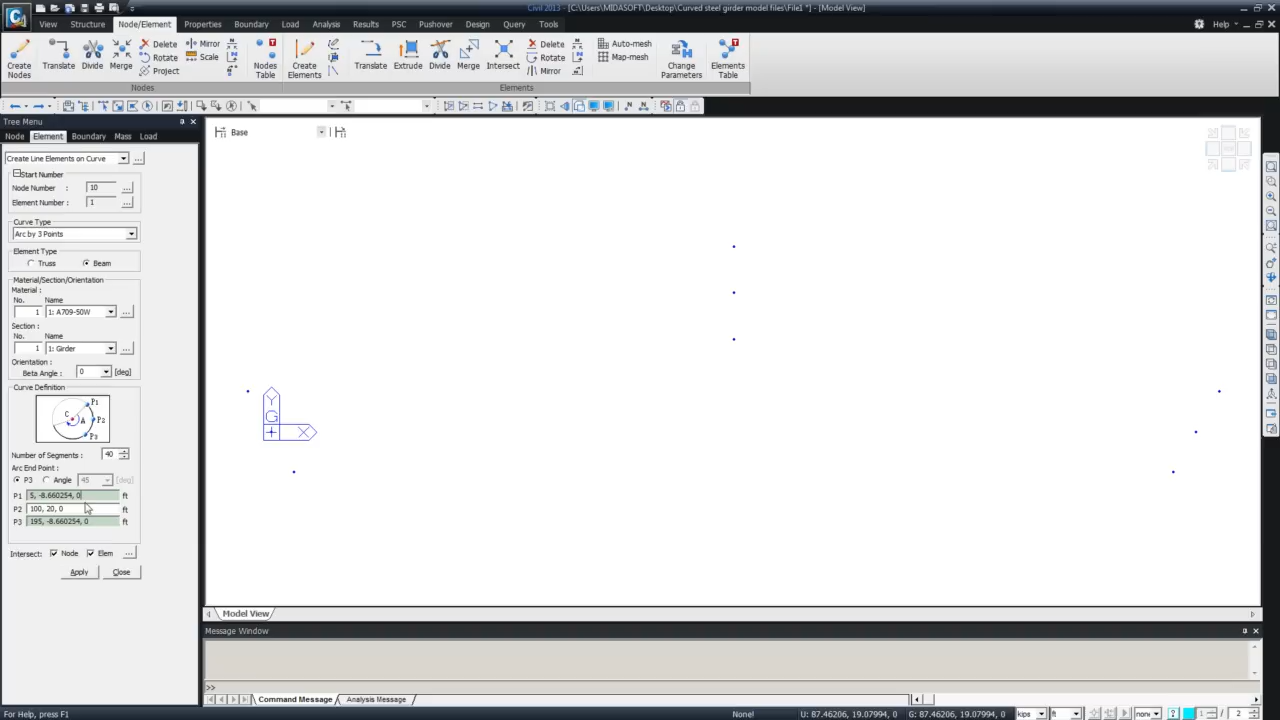 Civil 2013 - [C:\Users\MIDASOFT\Desktop\Curved steel girder model files\File1 *] - [Model View]
View Structure Node/Element Properties Boundary Load Analysis Results PSC Pushover Design Query Tools Help
Create Nodes
Translate
Divide
Merge
Delete
Rotate
Project
Mirror
Scale
Nodes Table
Create Elements
Translate
Extrude
Divide
Merge
Intersect
Delete
Rotate
Mirror
Auto-mesh
Map-mesh
Change Parameters
Elements Table
Nodes
Elements
Tree Menu
Node Element Boundary Mass Load
Base
Create Line Elements on Curve
Start Number
Node Number : 10
Element Number : 1
Curve Type
Arc by 3 Points
Element Type
Truss Beam
Material/Section/Orientation
Material :
No. Name
1 1: A709-50W
Section :
No. Name
1 1: Girder
Orientation :
Beta Angle : 0 [deg]
Curve Definition
C A P1 P2 P3
Number of Segments : 40
Arc End Point :
P3 Angle 45 [deg]
P1 5, -8.660254, 0 ft
P2 100, 20, 0 ft
P3 195, -8.660254, 0 ft
Intersect : Node Elem ...
Apply Close
Y
G
X
Model View
Message Window
>>
Command Message Analysis Message
For Help, press F1
None!
U: 87.46206, 19.07994, 0
G: 87.46206, 19.07994, 0
kips
ft
none
1 / 2